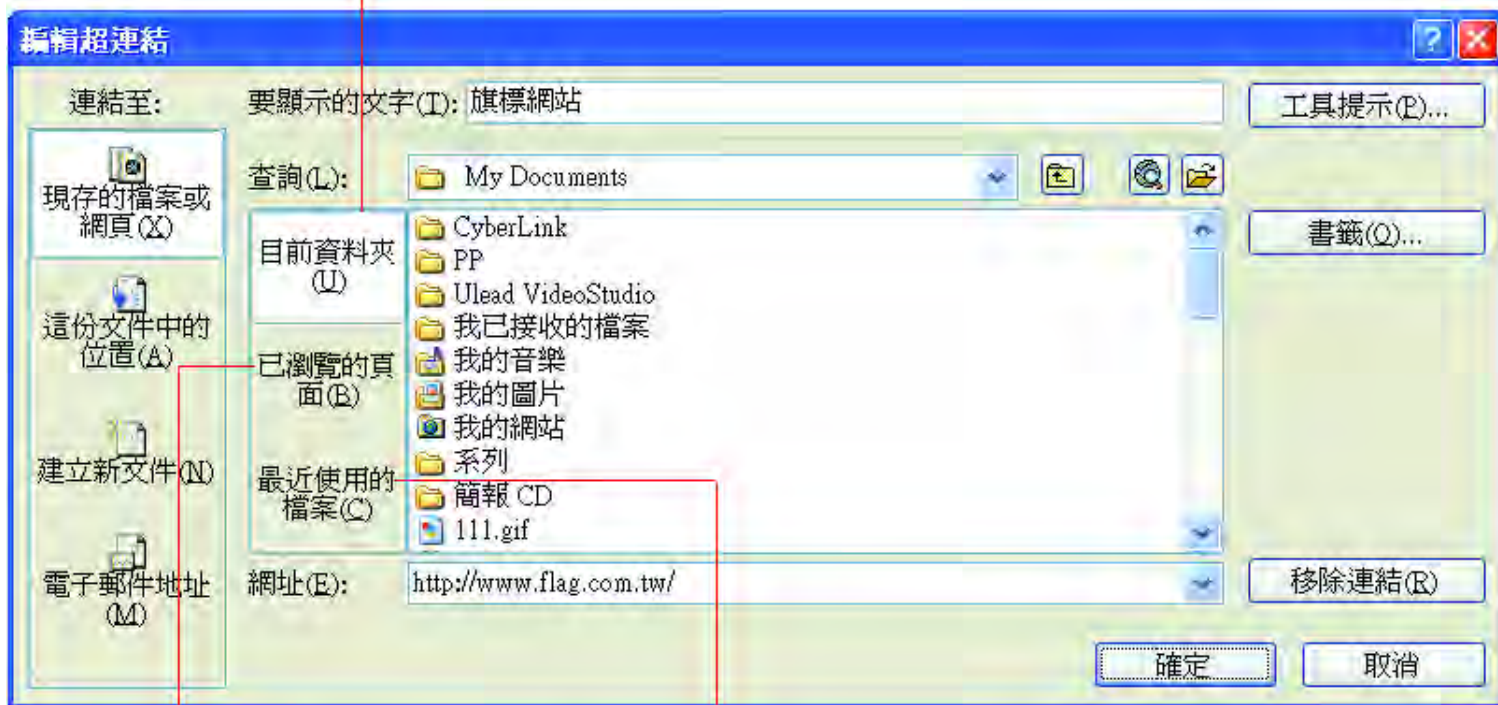 編輯超連結
連結至:
要顯示的文字(T): 旗標網站
工具提示(P)...
現存的檔案或
網頁(X)
查詢(L): My Documents
目前資料夾
(U)
CyberLink
PP
Ulead VideoStudio
我已接收的檔案
我的音樂
我的圖片
我的網站
系列
簡報 CD
111.gif
書籤(O)...
這份文件中的
位置(A)
已瀏覽的頁
面(B)
建立新文件(N)
最近使用的
檔案(C)
電子郵件地址
(M)
網址(E): http://www.flag.com.tw/
移除連結(R)
確定
取消